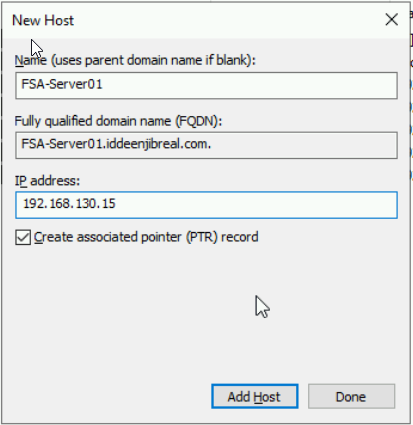 New Host
Name (uses parent domain name if blank):
FSA-Server01
Fully qualified domain name (FQDN):
FSA-Server01.iddeenjibreal.com.
IP address:
192.168.130.15
Create associated pointer (PTR) record
Add Host
Done